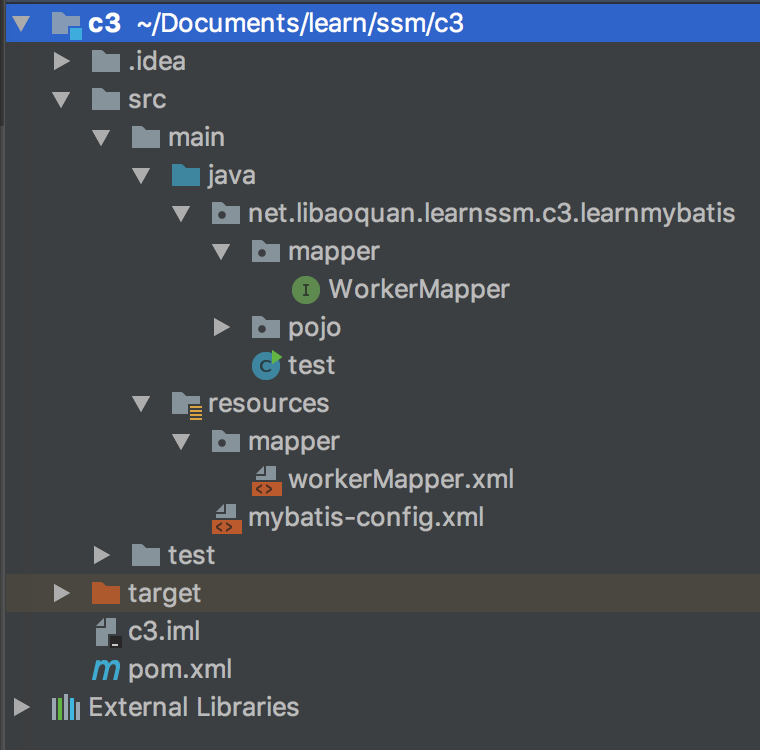 c3 ~/Documents/learn/ssm/c3
.idea
src
main
java
net.libaoquan.learnssm.c3.learnmybatis
mapper
I WorkerMapper
pojo
C test
resources
mapper
<> workerMapper.xml
<> mybatis-config.xml
test
target
c3.iml
m pom.xml
External Libraries